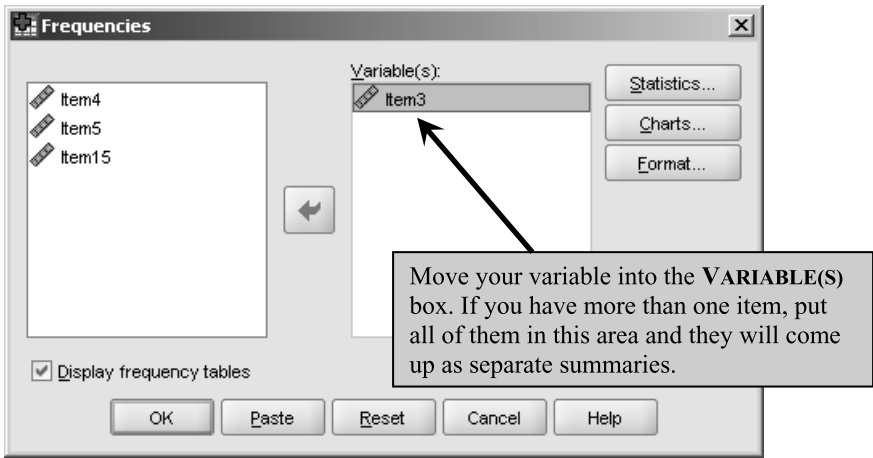 Frequencies
Variable(s):
Item4
Item5
Item15
Item3
Statistics...
Charts...
Format...
Move your variable into the VARIABLE(S)
box. If you have more than one item, put
all of them in this area and they will come
up as separate summaries.
Display frequency tables
OK
Paste
Reset
Cancel
Help